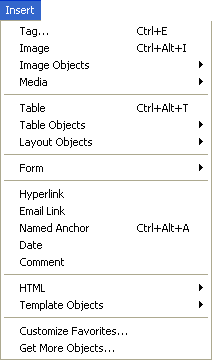 Insert
Tag... Ctrl+E
Image Ctrl+Alt+I
Image Objects
Media
Table Ctrl+Alt+T
Table Objects
Layout Objects
Form
Hyperlink
Email Link
Named Anchor Ctrl+Alt+A
Date
Comment
HTML
Template Objects
Customize Favorites...
Get More Objects...